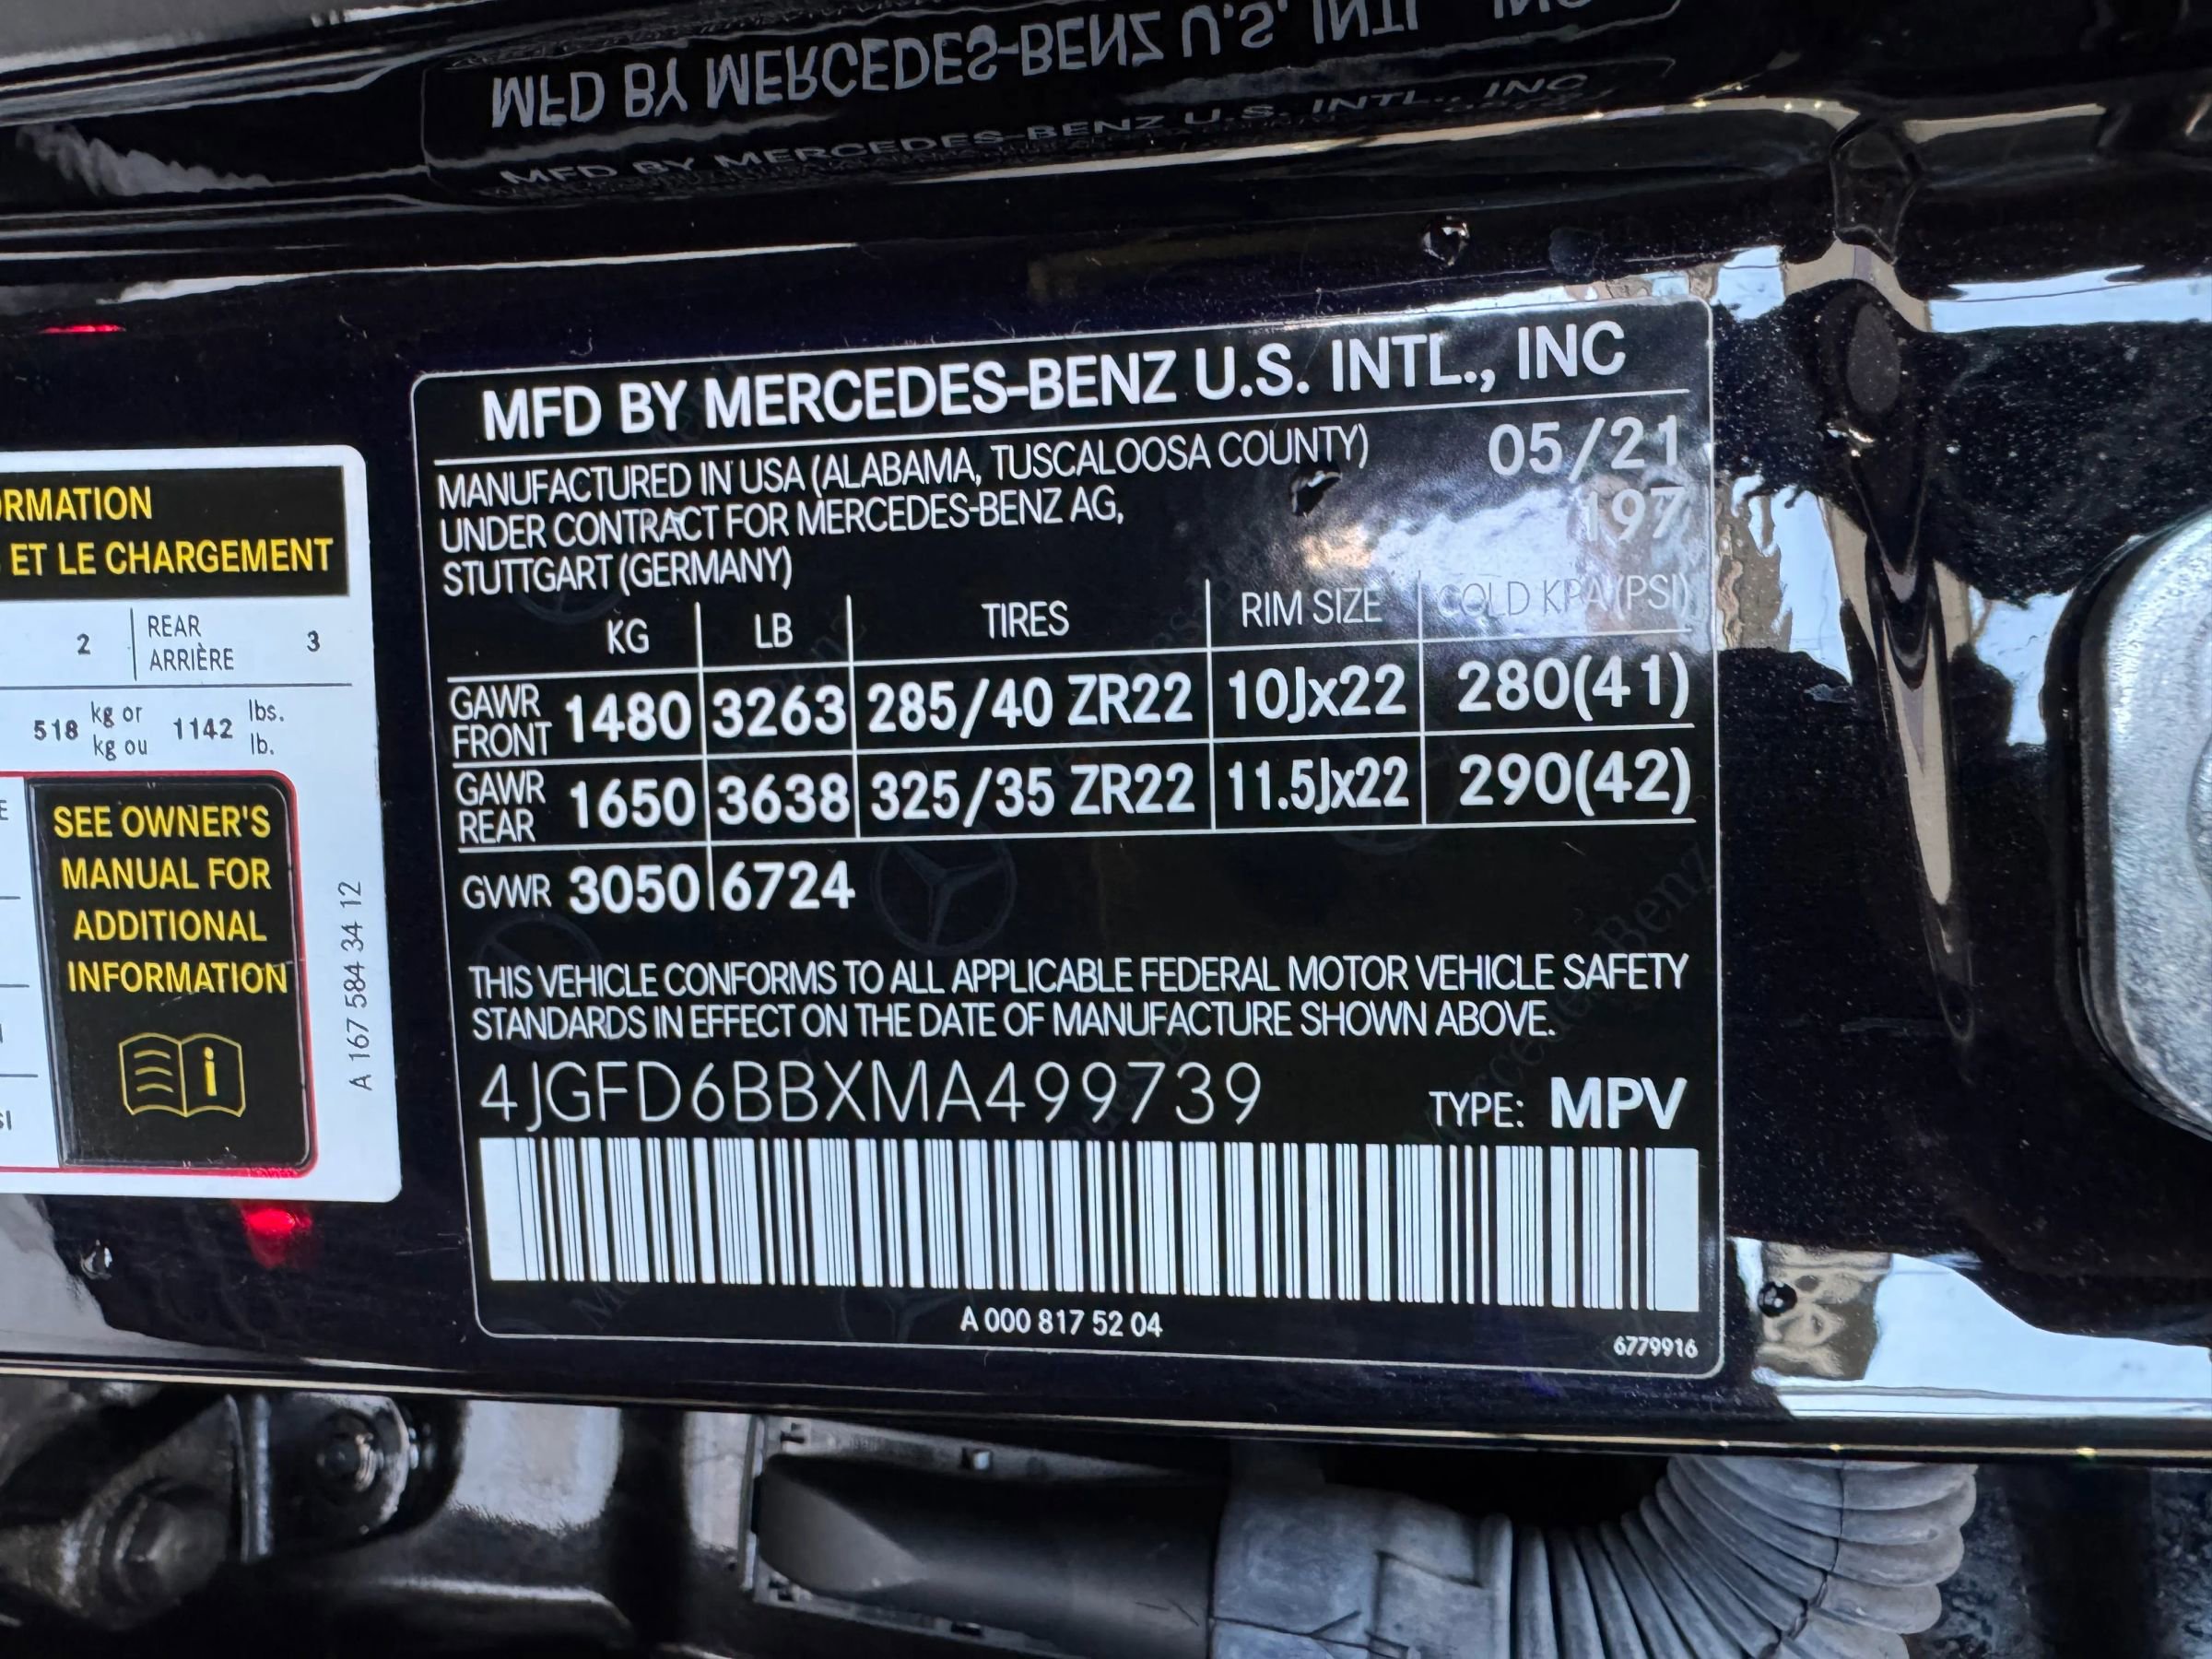 MFD BY MERCEDES-BENZ U.S. INTL., INC
MFD BY MERCEDES-BENZ U.S. INTL., INC
MFD BY MERCEDES-BENZ U.S. INTL., INC
MANUFACTURED IN USA (ALABAMA, TUSCALOOSA COUNTY) 05/21
UNDER CONTRACT FOR MERCEDES-BENZ AG, 197
STUTTGART (GERMANY)
KG LB TIRES RIM SIZE COLD KPA(PSI)
GAWR FRONT 1480 3263 285/40 ZR22 10Jx22 280(41)
GAWR REAR 1650 3638 325/35 ZR22 11.5Jx22 290(42)
GVWR 3050 6724
THIS VEHICLE CONFORMS TO ALL APPLICABLE FEDERAL MOTOR VEHICLE SAFETY
STANDARDS IN EFFECT ON THE DATE OF MANUFACTURE SHOWN ABOVE.
4JGFD6BBXMA499739 TYPE: MPV
A 000 817 52 04
6779916
ET LE CHARGEMENT
2 REAR ARRIÈRE 3
518 kg or kg ou 1142 lbs. lb.
SEE OWNER'S
MANUAL FOR
ADDITIONAL
INFORMATION
i
A 167 584 34 12
Mercedes-Benz